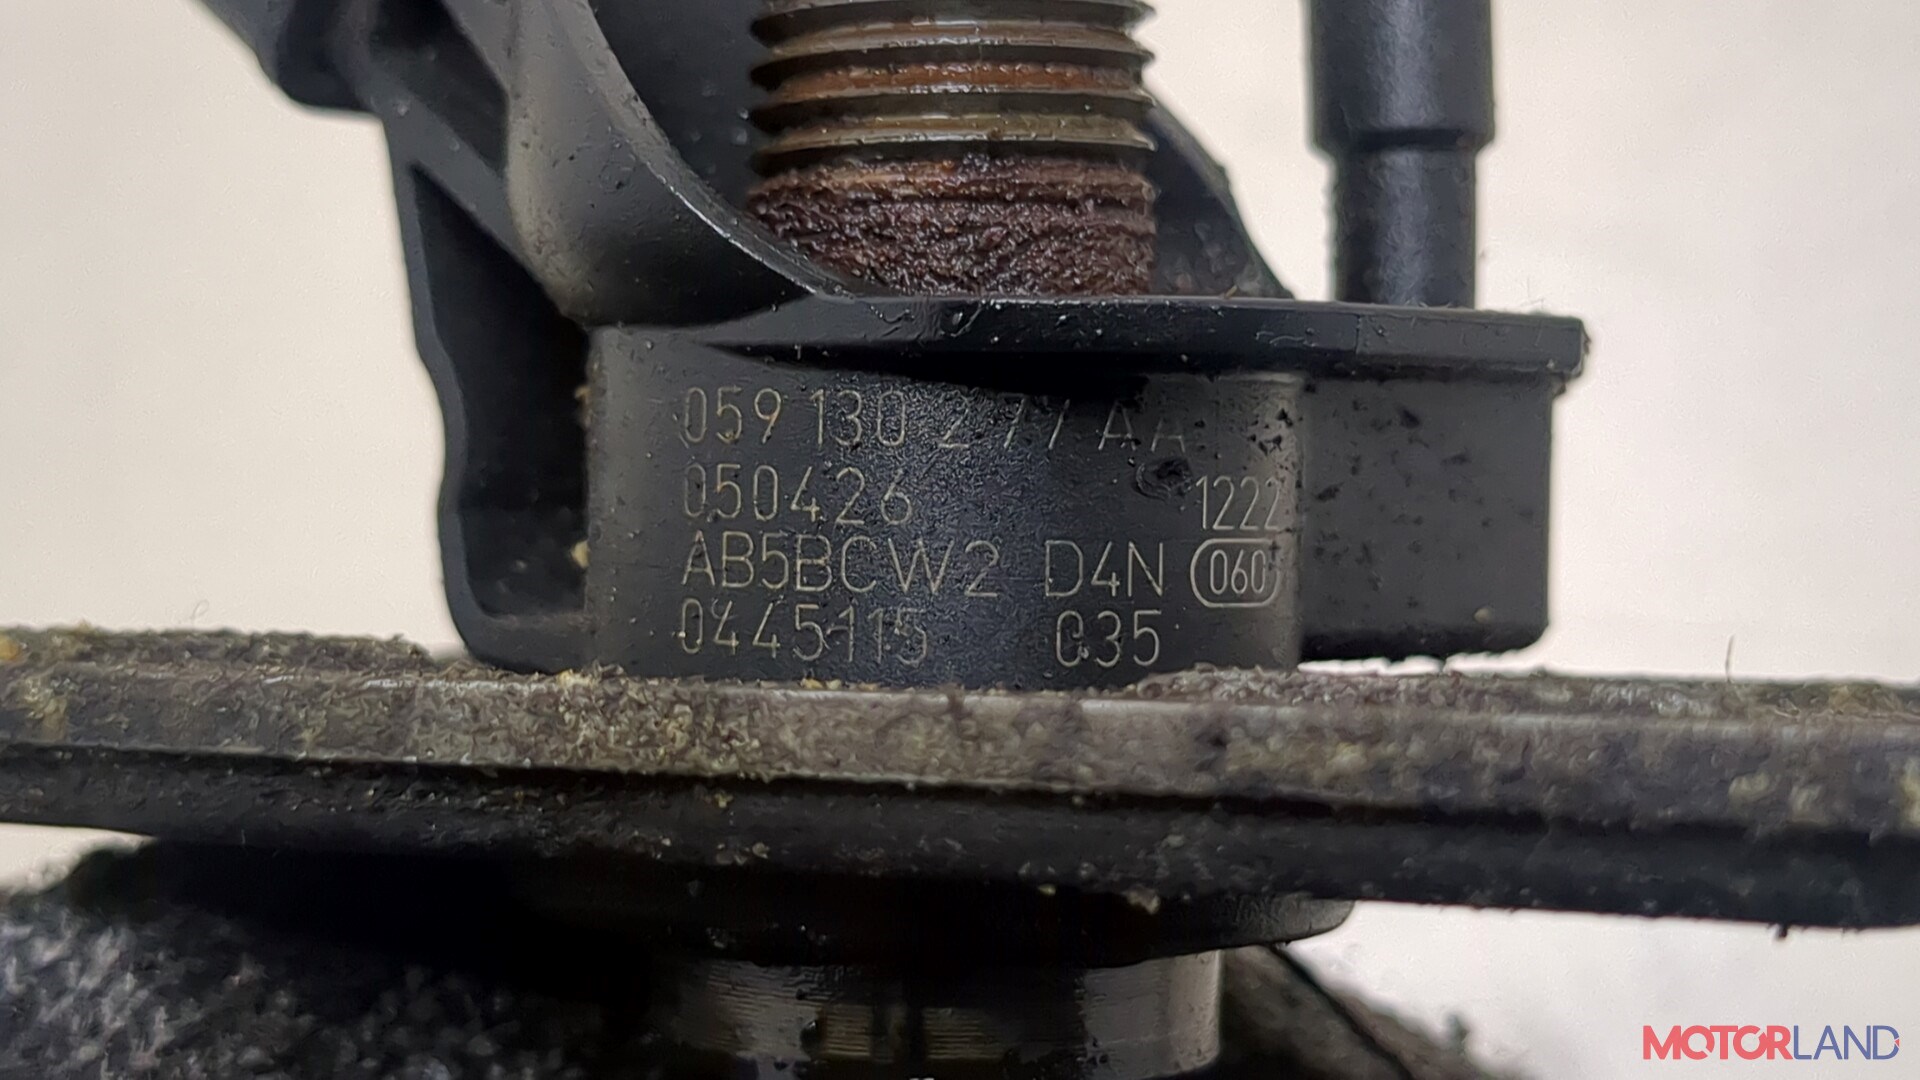 059 130 277 AA
050426 1222
AB5BCW2 D4N 060
0445115 035
MOTORLAND